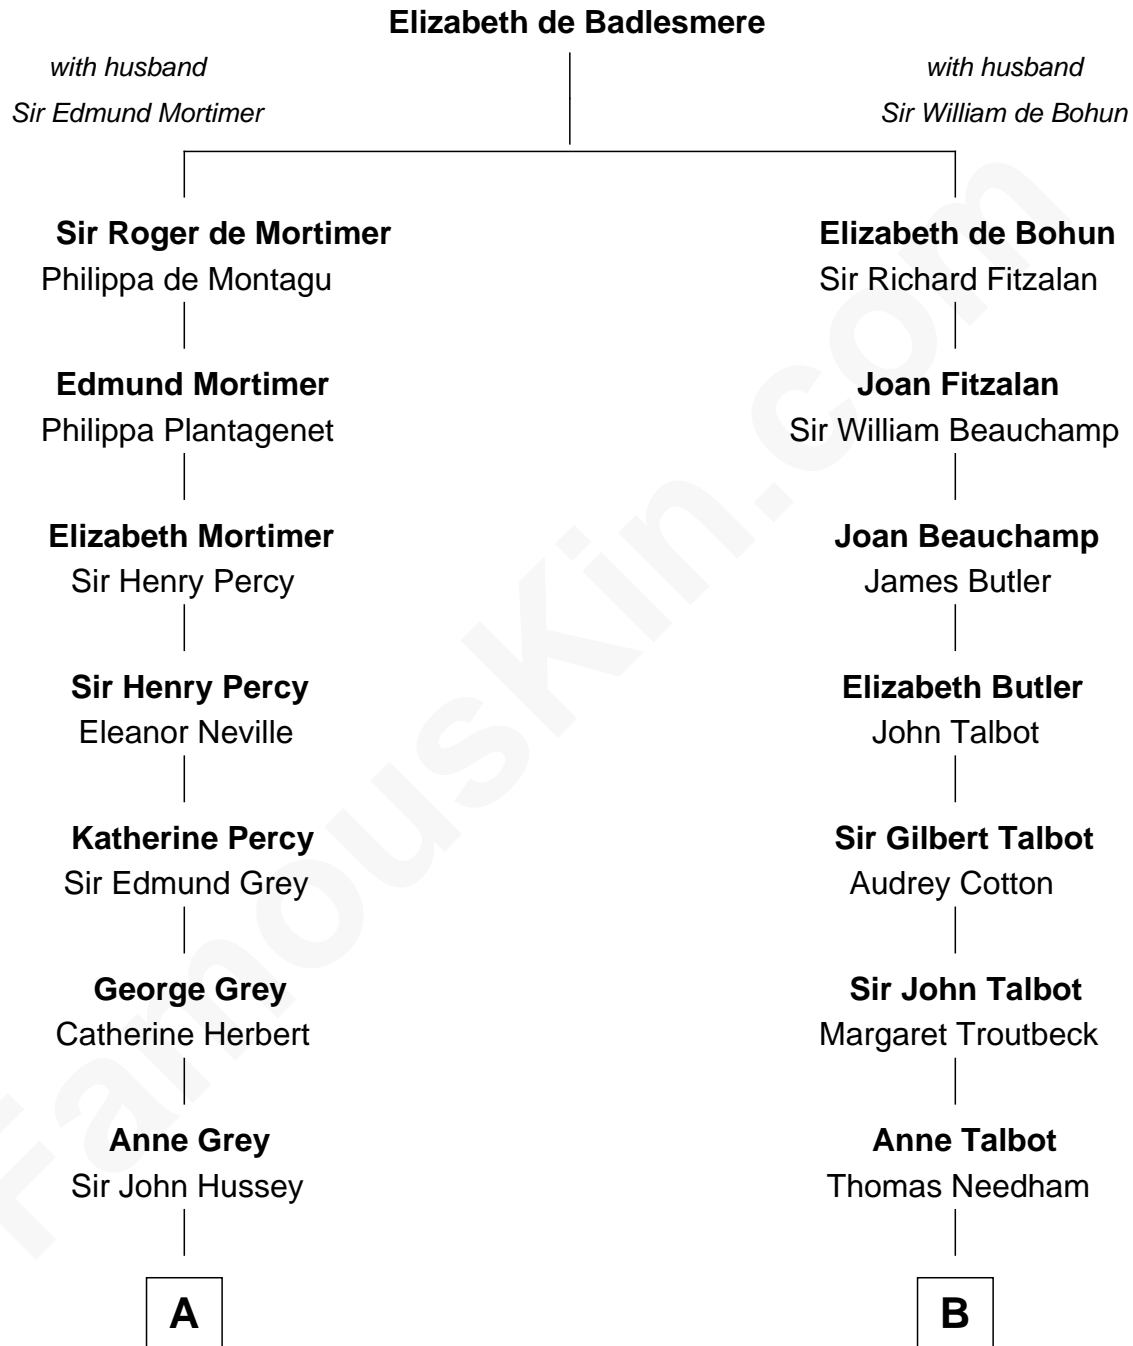 Elizabeth de Badlesmere
with husband
Sir Edmund Mortimer
with husband
Sir William de Bohun
Sir Roger de Mortimer
Philippa de Montagu
Elizabeth de Bohun
Sir Richard Fitzalan
Edmund Mortimer
Philippa Plantagenet
Joan Fitzalan
Sir William Beauchamp
Elizabeth Mortimer
Sir Henry Percy
Joan Beauchamp
James Butler
Sir Henry Percy
Eleanor Neville
Elizabeth Butler
John Talbot
Katherine Percy
Sir Edmund Grey
Sir Gilbert Talbot
Audrey Cotton
George Grey
Catherine Herbert
Sir John Talbot
Margaret Troutbeck
Anne Grey
Sir John Hussey
Anne Talbot
Thomas Needham
A
B
FamousKin.com